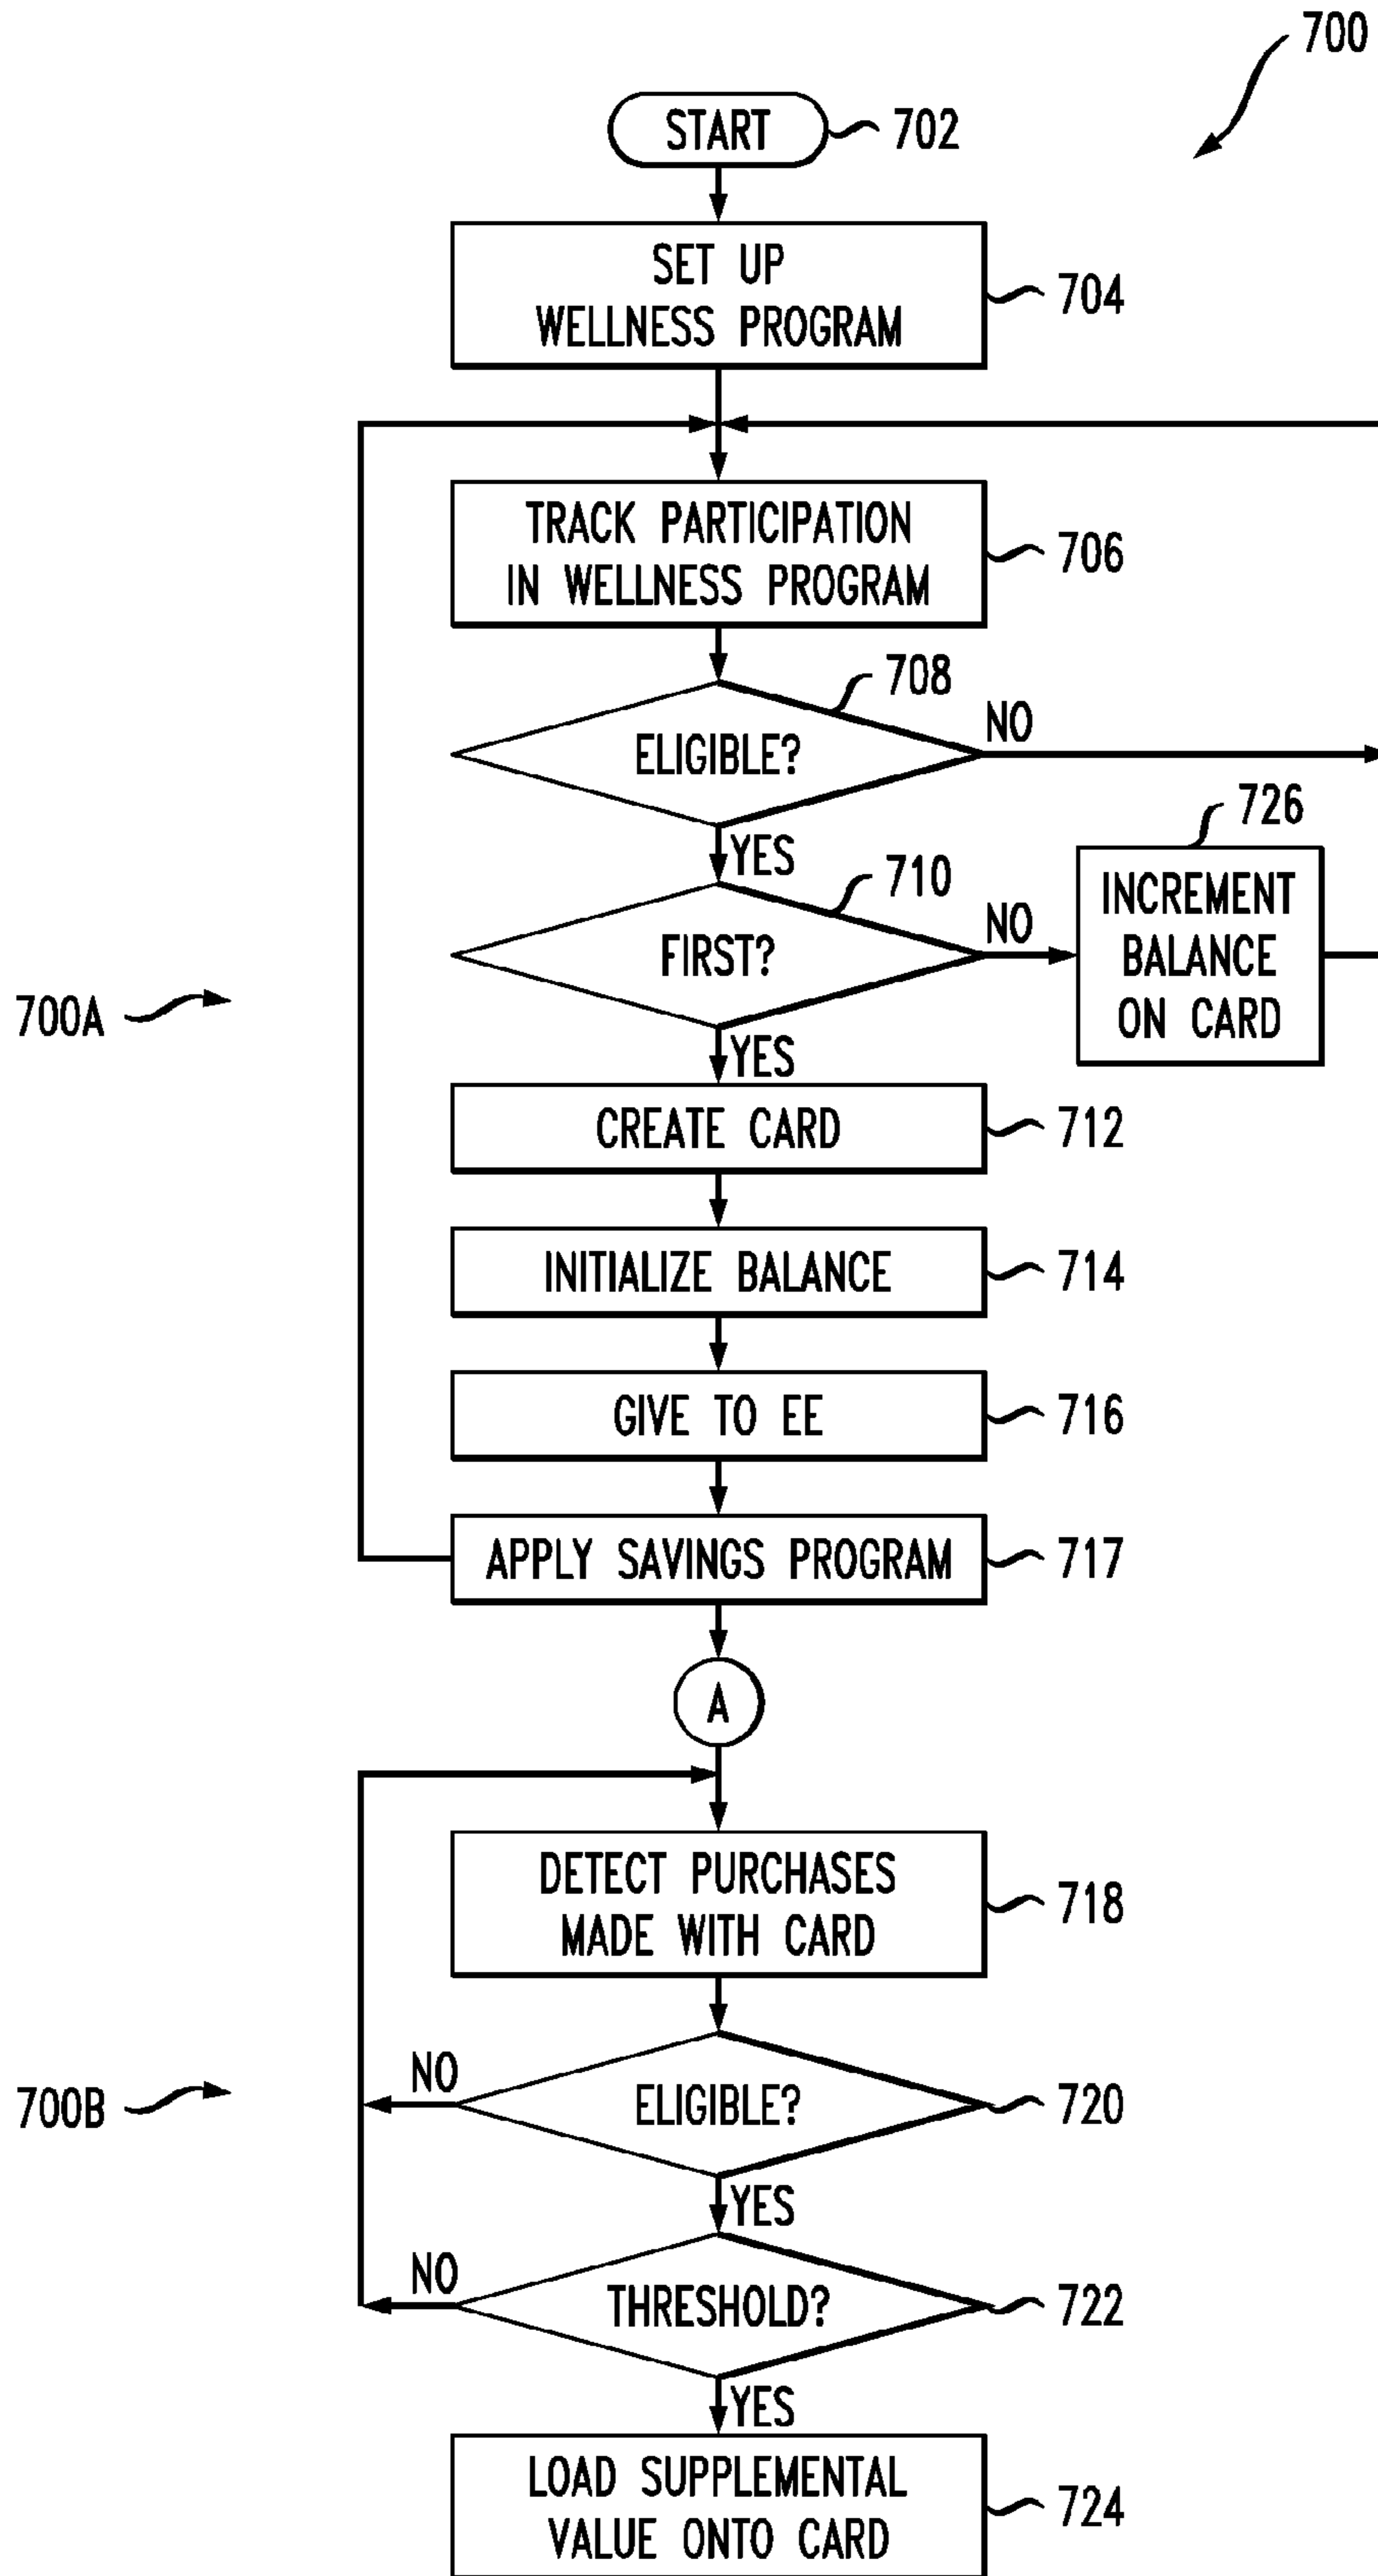 700
START
702
SET UP
WELLNESS PROGRAM
704
TRACK PARTICIPATION
IN WELLNESS PROGRAM
706
708
ELIGIBLE?
NO
YES
726
710
FIRST?
NO
INCREMENT
BALANCE
ON CARD
700A
YES
CREATE CARD
712
INITIALIZE BALANCE
714
GIVE TO EE
716
APPLY SAVINGS PROGRAM
717
A
DETECT PURCHASES
MADE WITH CARD
718
700B
NO
ELIGIBLE?
720
YES
NO
THRESHOLD?
722
YES
LOAD SUPPLEMENTAL
VALUE ONTO CARD
724